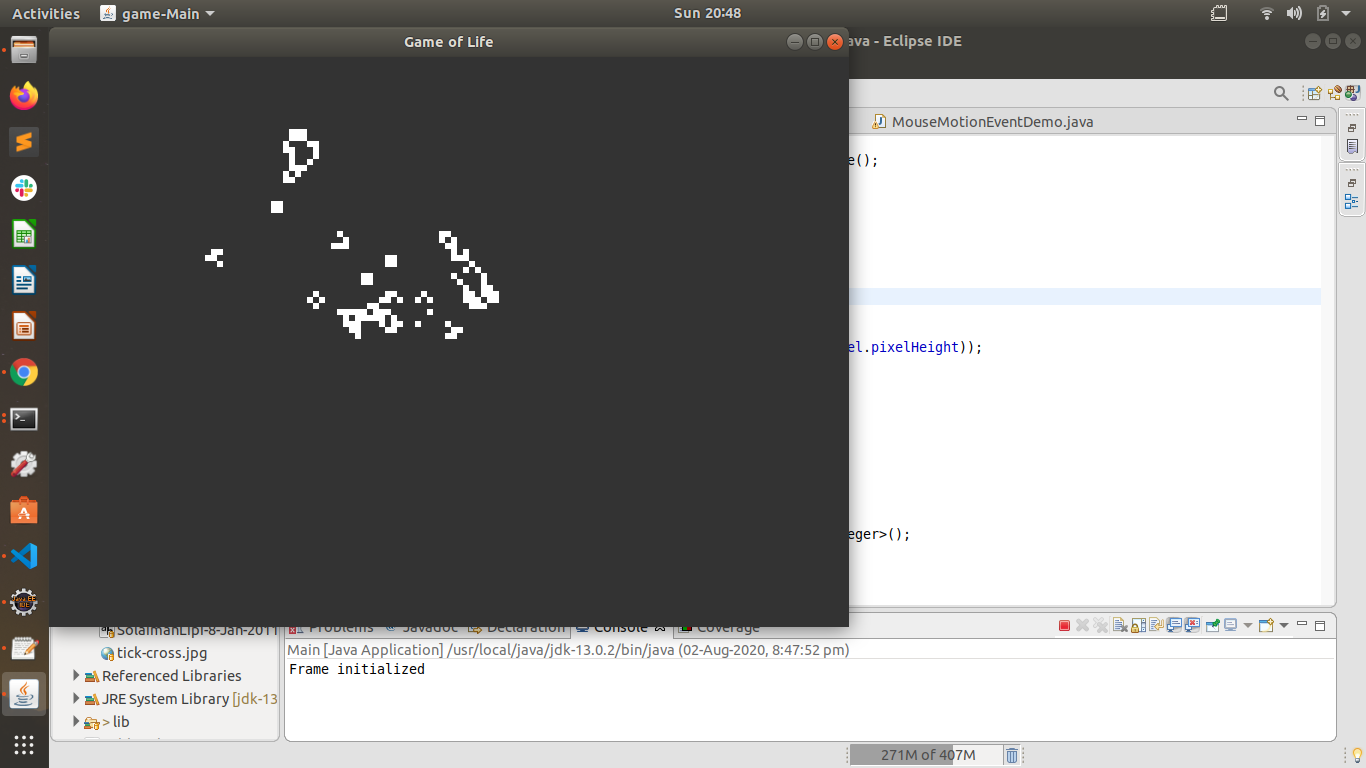 Activities
game-Main
Sun 20:48
Game of Life
ava - Eclipse IDE
MouseMotionEventDemo.java
e();
el.pixelHeight));
eger>();
SolaimanLipi-8-Jan-2011
Problems
Javadoc
Declaration
Console
Coverage
tick-cross.jpg
Main [Java Application] /usr/local/java/jdk-13.0.2/bin/java (02-Aug-2020, 8:47:52 pm)
Frame initialized
Referenced Libraries
JRE System Library [jdk-13
> lib
271M of 407M